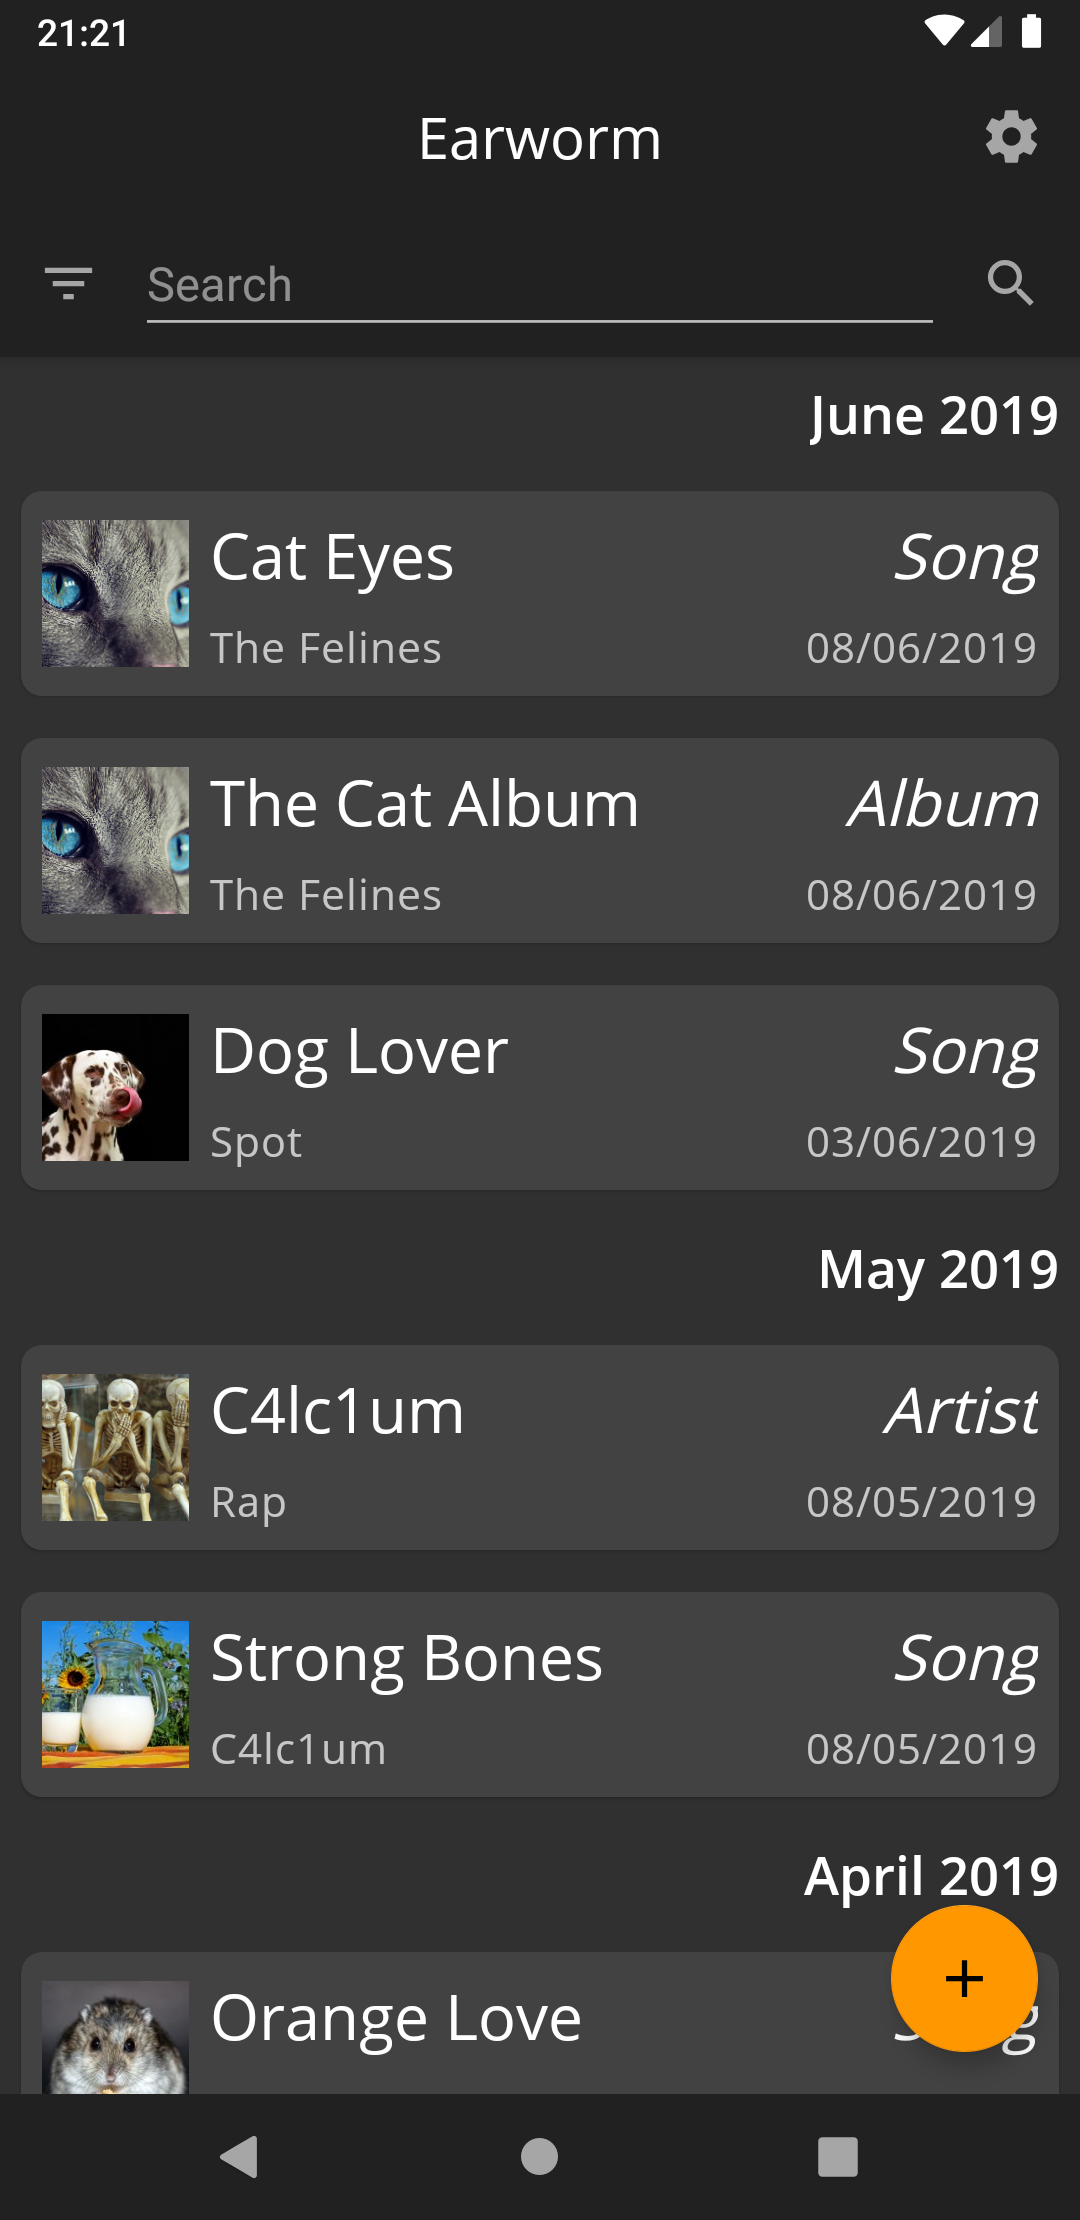 21:21
Earworm
Search
June 2019
Cat Eyes Song
The Felines 08/06/2019
The Cat Album Album
The Felines 08/06/2019
Dog Lover Song
Spot 03/06/2019
May 2019
C4lc1um Artist
Rap 08/05/2019
Strong Bones Song
C4lc1um 08/05/2019
April 2019
Orange Love